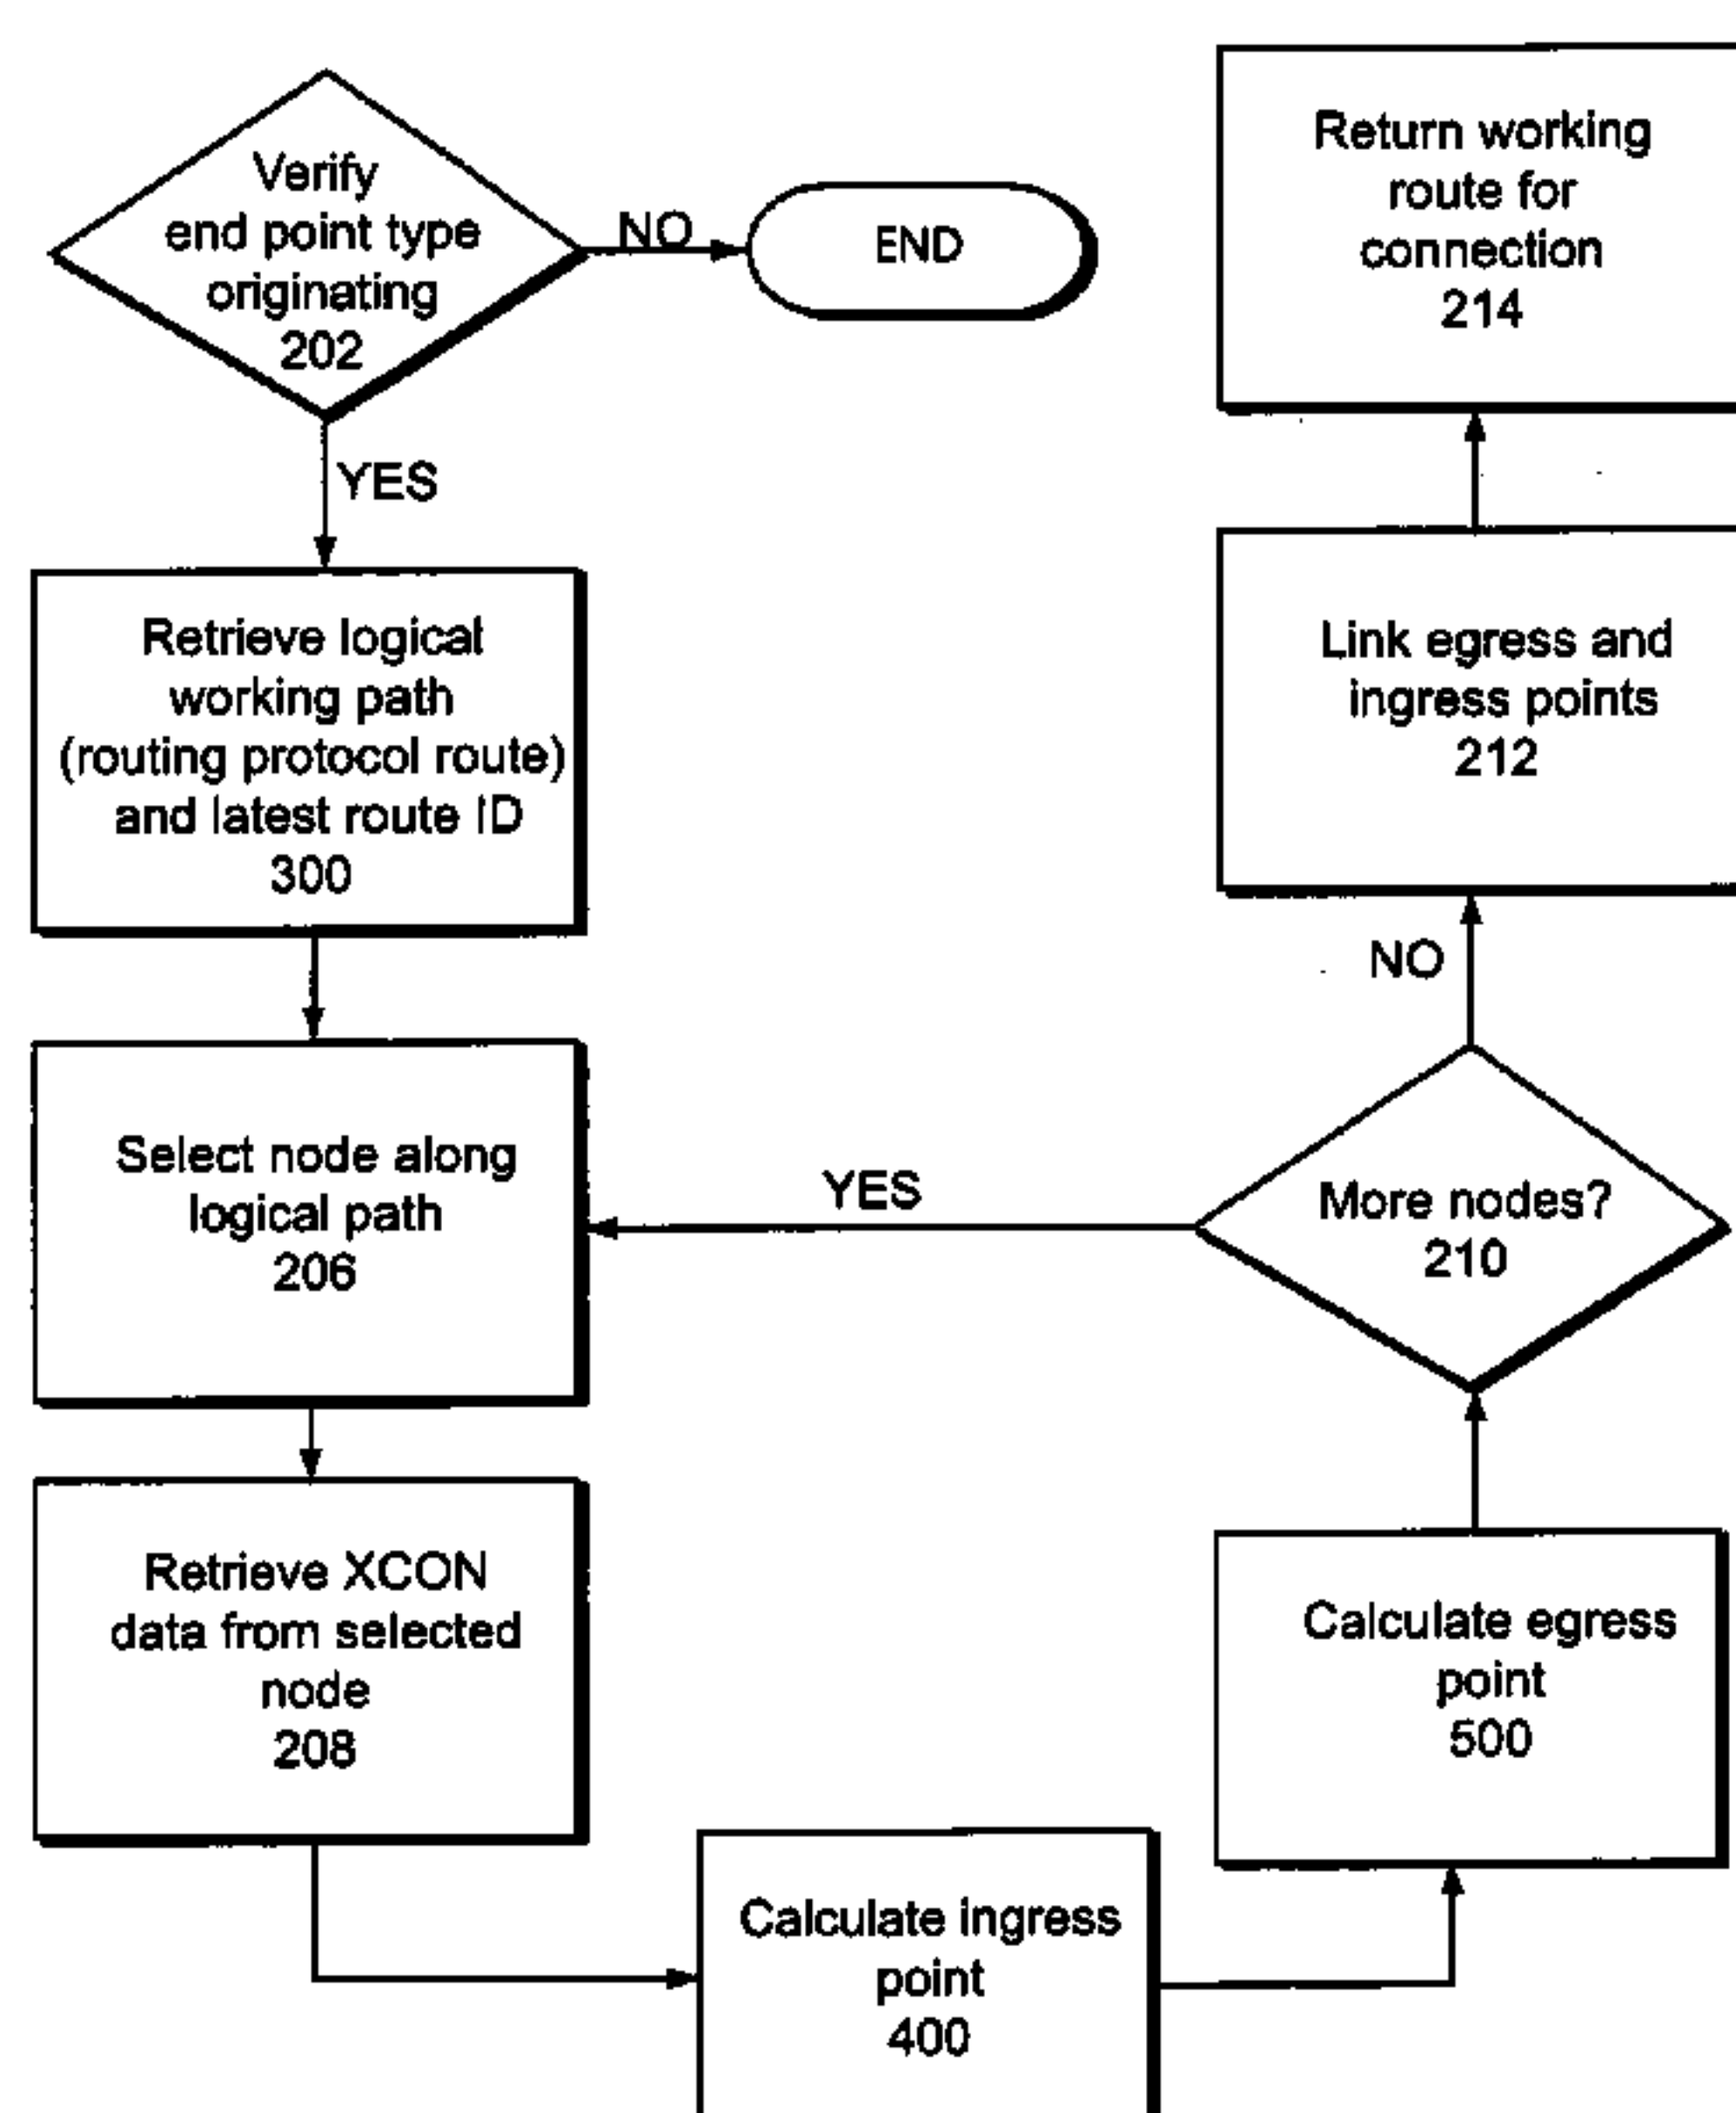 Verify
end point type
originating
202
NO
END
YES
Retrieve logical
working path
(routing protocol route)
and latest route ID
300
Select node along
logical path
206
Retrieve XCON
data from selected
node
208
Calculate ingress
point
400
Calculate egress
point
500
More nodes?
210
YES
NO
Link egress and
ingress points
212
Return working
route for
connection
214